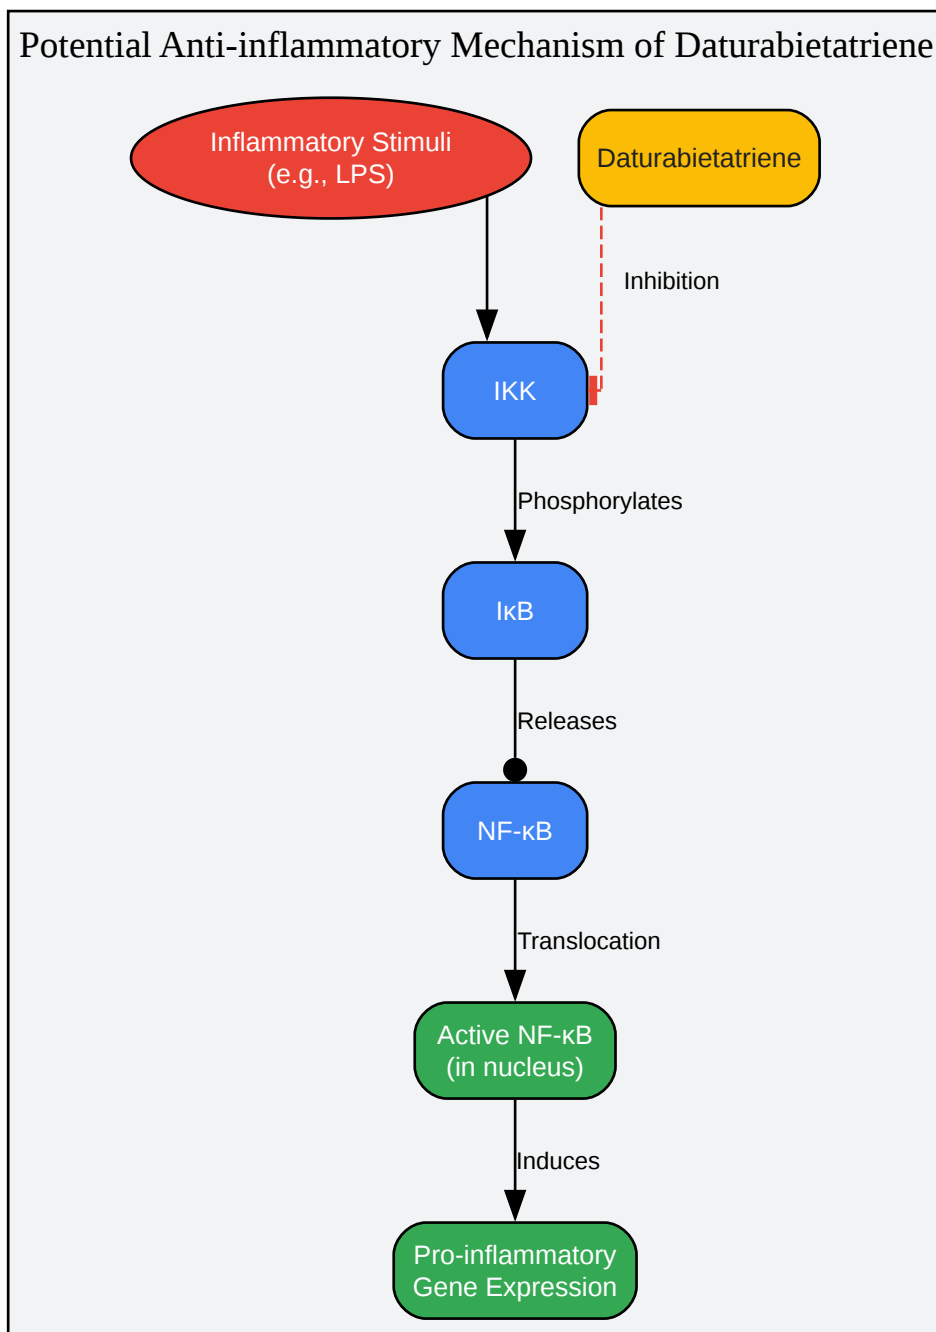 Potential Anti-inflammatory Mechanism of Daturabietatriene
Inflammatory Stimuli
(e.g., LPS)
Daturabietatriene
Inhibition
IKK
Phosphorylates
IκB
Releases
NF-κB
Translocation
Active NF-κB
(in nucleus)
Induces
Pro-inflammatory
Gene Expression